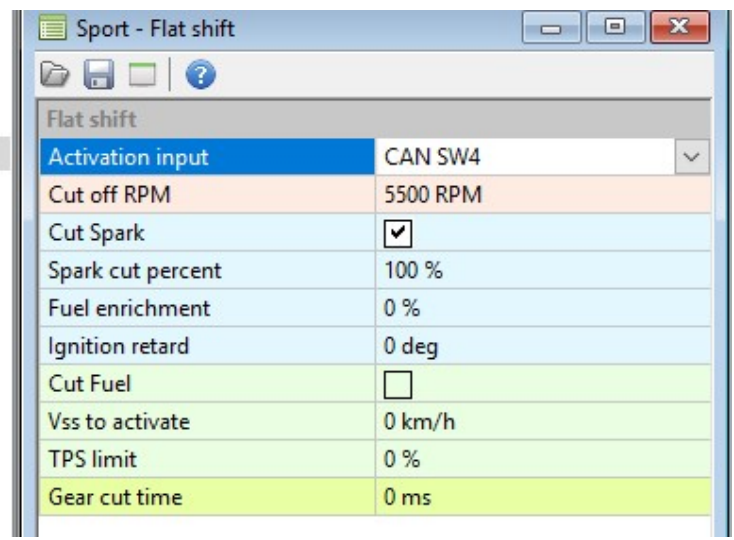 Sport - Flat shift
Flat shift
Activation input CAN SW4
Cut off RPM 5500 RPM
Cut Spark
Spark cut percent 100 %
Fuel enrichment 0 %
Ignition retard 0 deg
Cut Fuel
Vss to activate 0 km/h
TPS limit 0 %
Gear cut time 0 ms